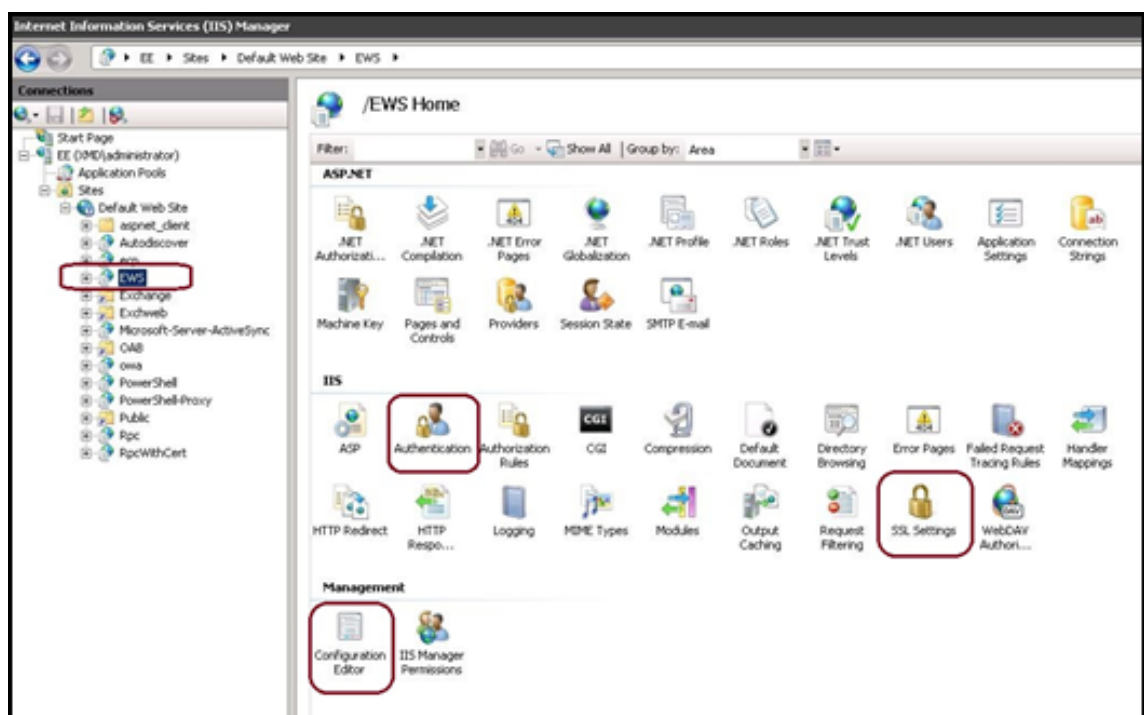 Internet Information Services (IIS) Manager
EE Sites Default Web Site EWS
Connections
Start Page
EE (XMD\administrator)
Application Pools
Sites
Default Web Site
aspnet_client
Autodiscover
ecp
EWS
Exchange
Exchweb
Microsoft-Server-ActiveSync
OAB
owa
PowerShell
PowerShell-Proxy
Public
Rpc
RpcWithCert
/EWS Home
Filter: Go Show All Group by: Area
ASP.NET
.NET Authorizati...
.NET Compilation
.NET Error Pages
.NET Globalization
.NET Profile
.NET Roles
.NET Trust Levels
.NET Users
Application Settings
Connection Strings
Machine Key
Pages and Controls
Providers
Session State
SMTP E-mail
IIS
ASP
Authentication
Authorization Rules
CGI
Compression
Default Document
Directory Browsing
Error Pages
Failed Request Tracing Rules
Handler Mappings
HTTP Redirect
HTTP Respo...
Logging
MIME Types
Modules
Output Caching
Request Filtering
SSL Settings
WebDAV Authori....
Management
Configuration Editor
IIS Manager Permissions